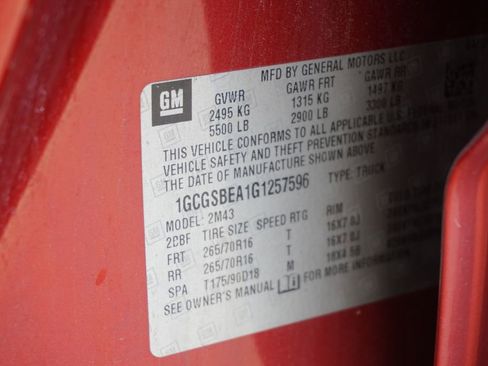 MFD BY GENERAL MOTORS LLC
GM
GVWR GAWR FRT GAWR RR
2495 KG 1315 KG 1497 KG
5500 LB 2900 LB 3300 LB
THIS VEHICLE CONFORMS TO ALL APPLICABLE U.S.
VEHICLE SAFETY AND THEFT PREVENTION STANDARDS
THE DATE OF MANUFACTURE SHOWN ABOVE.
1GCGSBEA1G1257596 TYPE: TRUCK
MODEL: 2M43
2CBF TIRE SIZE SPEED RTG RIM
FRT 265/70R16 T 16X7.0J
RR 265/70R16 T 16X7.0J
SPA T175/90D18 M 18X4.5B
SEE OWNER'S MANUAL FOR MORE INFORMATION